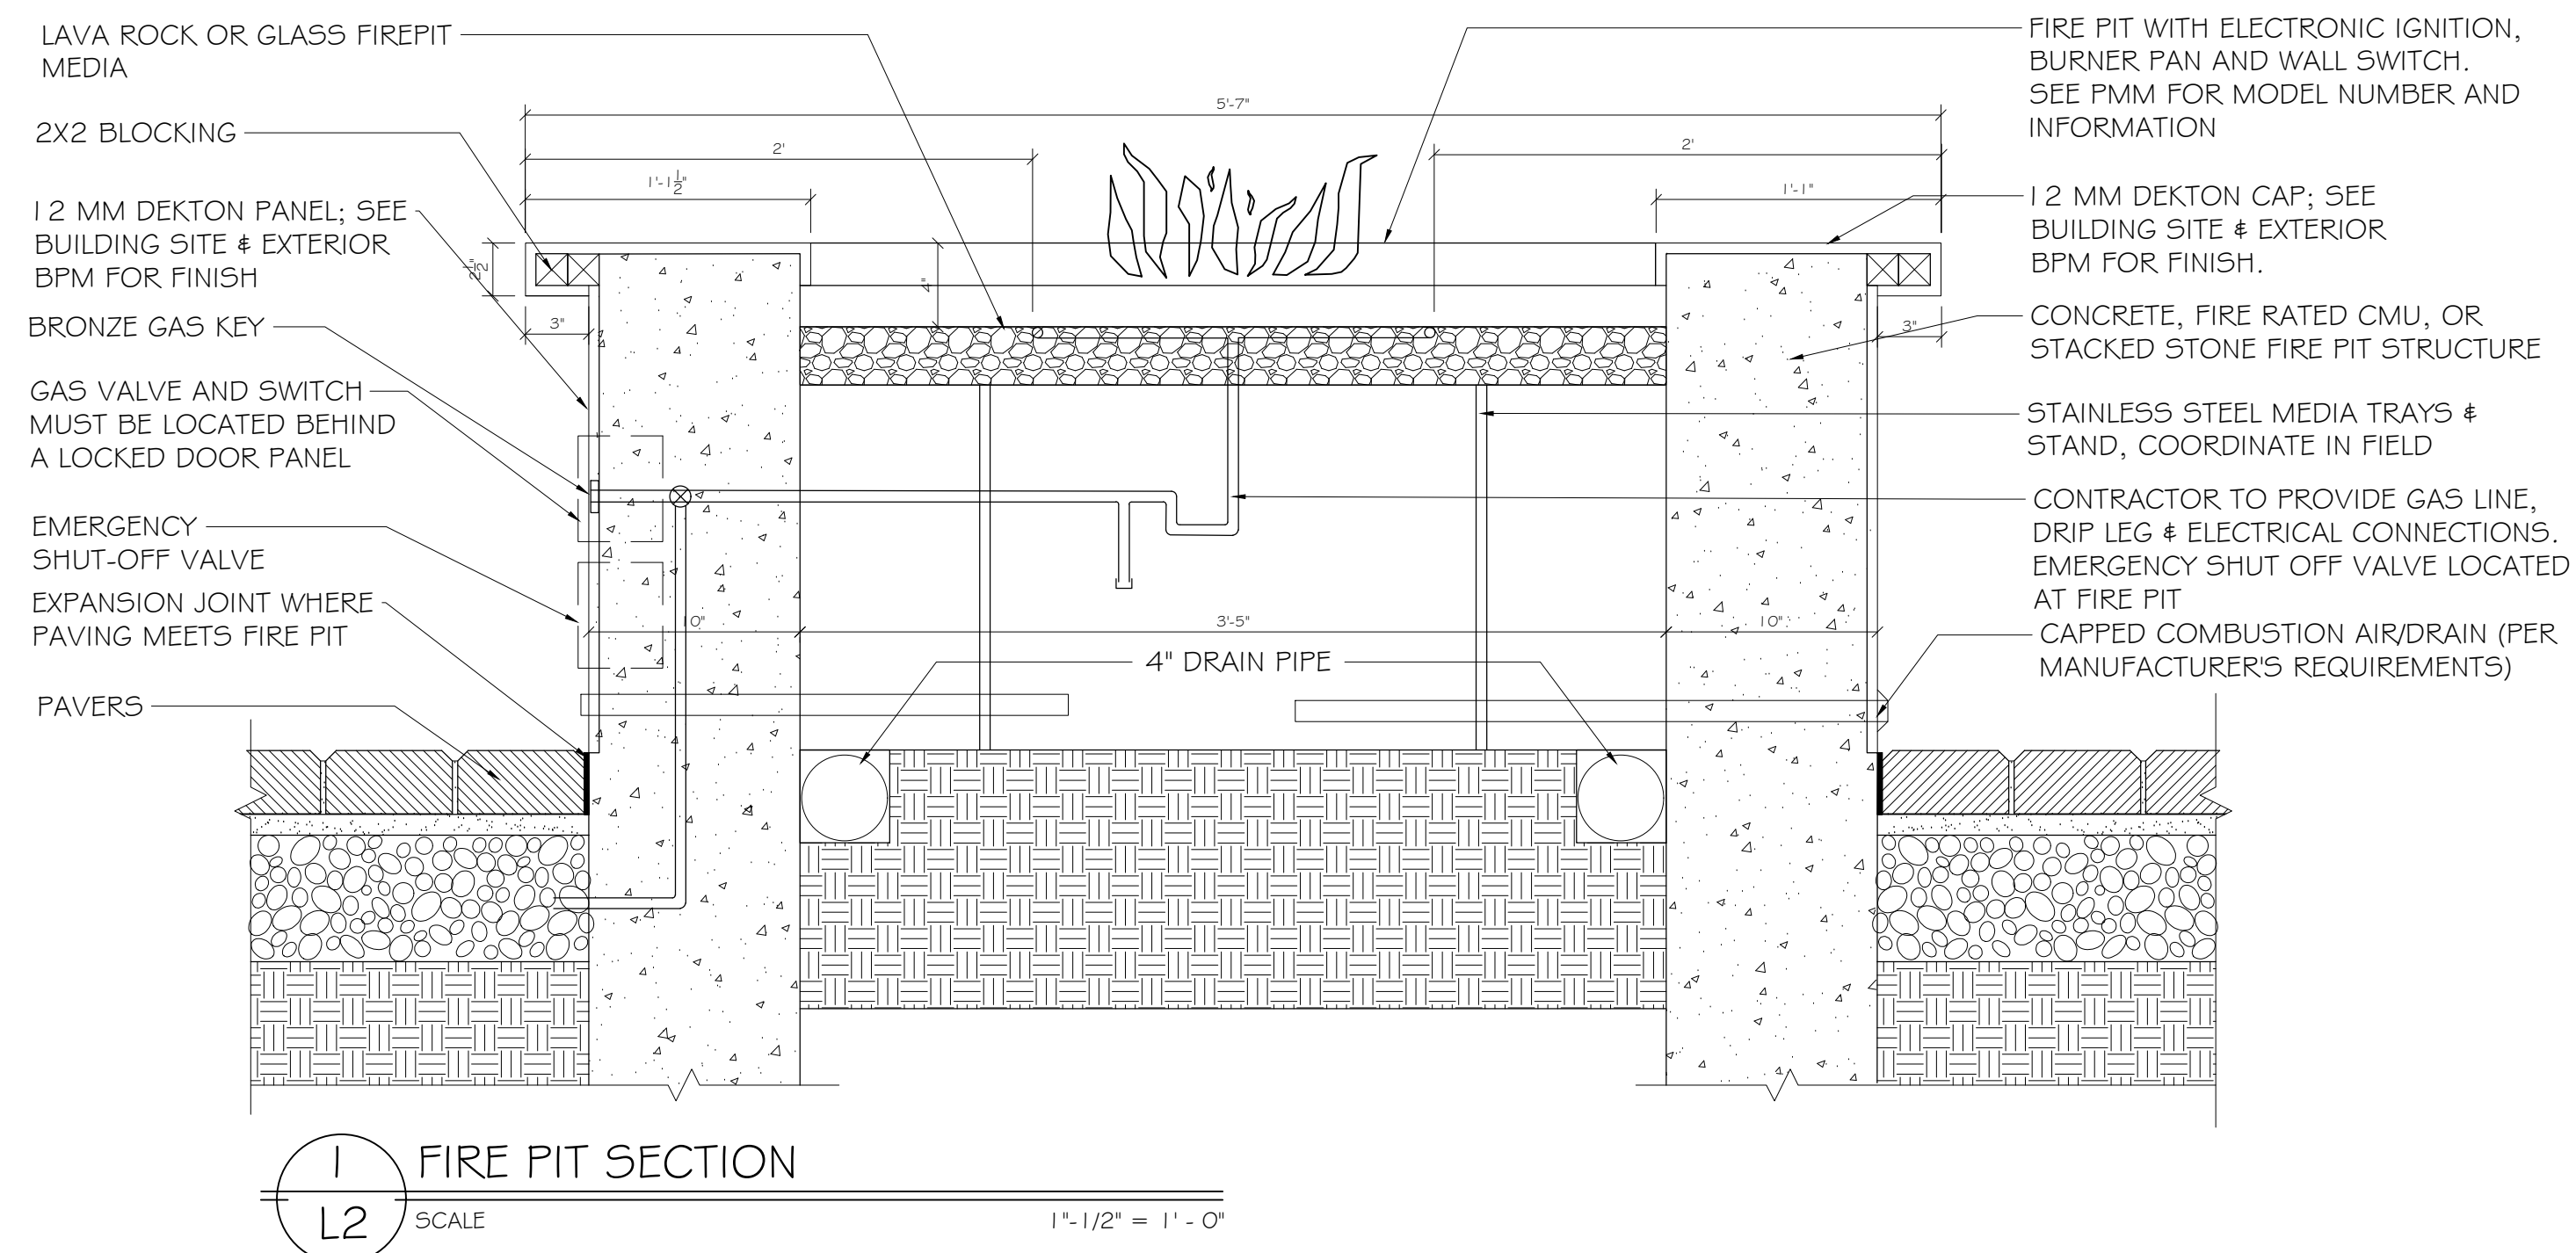 LAVA ROCK OR GLASS FIREPIT
MEDIA
2X2 BLOCKING
12 MM DEKTON PANEL; SEE
BUILDING SITE & EXTERIOR
BPM FOR FINISH
BRONZE GAS KEY
GAS VALVE AND SWITCH
MUST BE LOCATED BEHIND
A LOCKED DOOR PANEL
EMERGENCY
SHUT-OFF VALVE
EXPANSION JOINT WHERE
PAVING MEETS FIRE PIT
PAVERS
5'-7"
2'
2'
1'-1 1/2"
1'-1"
2 1/2"
4"
3"
3"
10"
3'-5"
10"
4" DRAIN PIPE
FIRE PIT WITH ELECTRONIC IGNITION,
BURNER PAN AND WALL SWITCH.
SEE PMM FOR MODEL NUMBER AND
INFORMATION
12 MM DEKTON CAP; SEE
BUILDING SITE & EXTERIOR
BPM FOR FINISH.
CONCRETE, FIRE RATED CMU, OR
STACKED STONE FIRE PIT STRUCTURE
STAINLESS STEEL MEDIA TRAYS &
STAND, COORDINATE IN FIELD
CONTRACTOR TO PROVIDE GAS LINE,
DRIP LEG & ELECTRICAL CONNECTIONS.
EMERGENCY SHUT OFF VALVE LOCATED
AT FIRE PIT
CAPPED COMBUSTION AIR/DRAIN (PER
MANUFACTURER'S REQUIREMENTS)
1
L2
FIRE PIT SECTION
SCALE
1"-1/2" = 1' - 0"